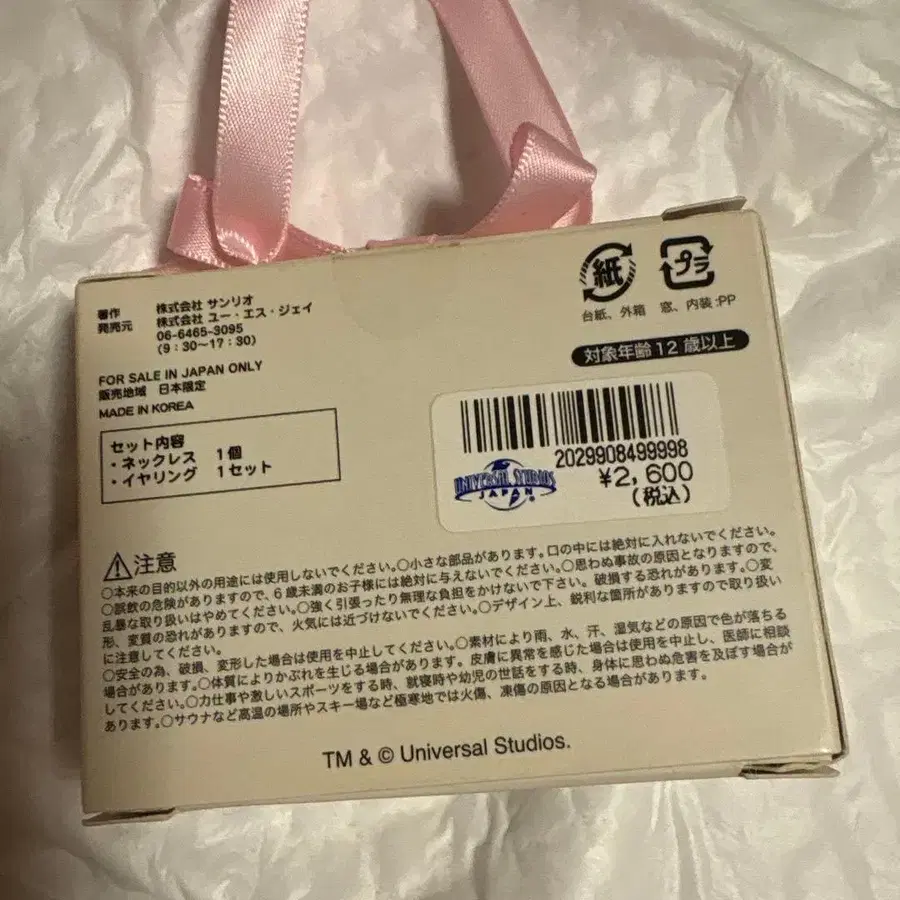 著作 株式会社 サンリオ
発売元 株式会社 ユー・エス・ジェイ
06-6465-3095
(9:30〜17:30)
FOR SALE IN JAPAN ONLY
販売地域 日本限定
MADE IN KOREA
セット内容
・ネックレス 1個
・イヤリング 1セット
紙
プラ
台紙、外箱 窓、内装:PP
対象年齢12歳以上
2029908499998
UNIVERSAL STUDIOS
JAPAN®
¥2,600
(税込)
注意
○本来の目的以外の用途には使用しないでください。○小さな部品があります。口の中には絶対に入れないでください。
○誤飲の危険がありますので、6歳未満のお子様には絶対に与えないでください。○思わぬ事故の原因となりますので、
乱暴な取り扱いはやめてください。○強く引張ったり無理な負担をかけないで下さい。破損する恐れがあります。○変
形、変質の恐れがありますので、火気には近づけないでください。○デザイン上、鋭利な箇所がありますので取り扱い
に注意してください。
○安全の為、破損、変形した場合は使用を中止してください。○素材により雨、水、汗、湿気などの原因で色が落ちる
場合があります。○体質によりかぶれを生じる場合があります。皮膚に異常を感じた場合は使用を中止し、医師に相談
してください。○力仕事や激しいスポーツをする時、就寝時や幼児の世話をする時、身体に思わぬ危害を及ぼす場合が
あります。○サウナなど高温の場所やスキー場など極寒地では火傷、凍傷の原因となる場合があります。
TM & © Universal Studios.